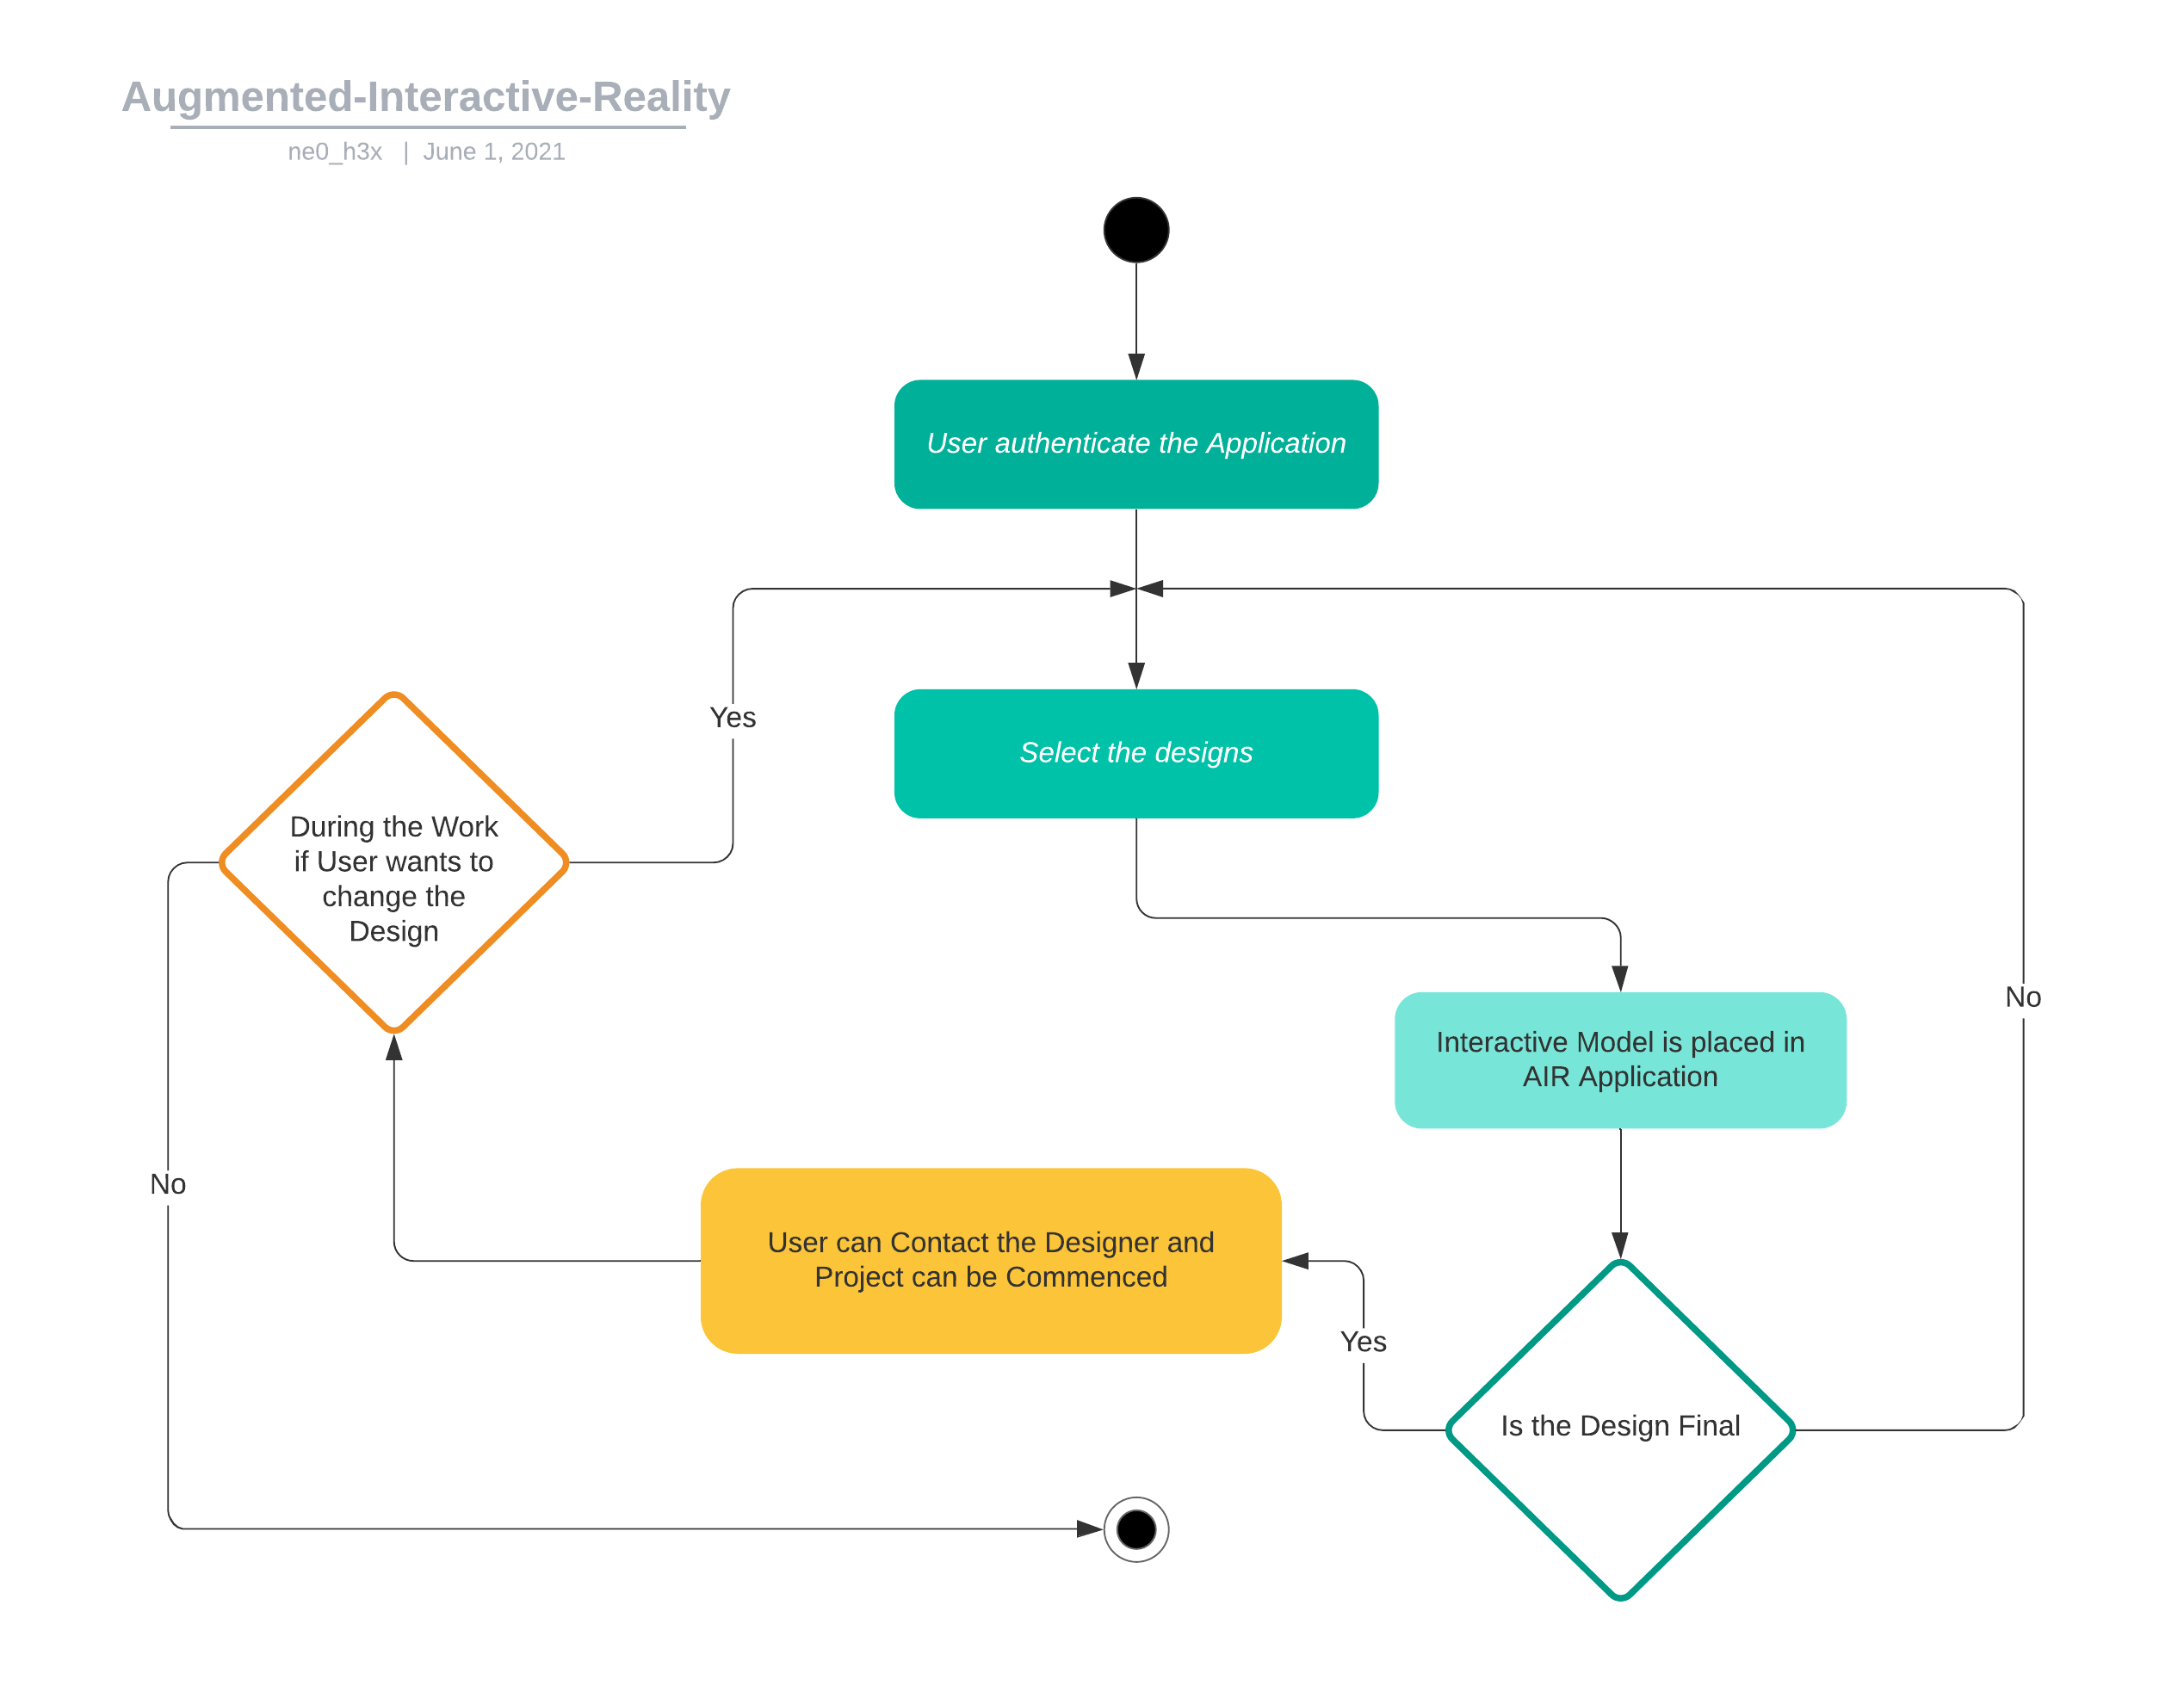 Augmented-Interactive-Reality
ne0_h3x | June 1, 2021
User authenticate the Application
Yes
Select the designs
During the Work
if User wants to
change the
Design
No
Interactive Model is placed in
AIR Application
No
User can Contact the Designer and
Project can be Commenced
Yes
Is the Design Final